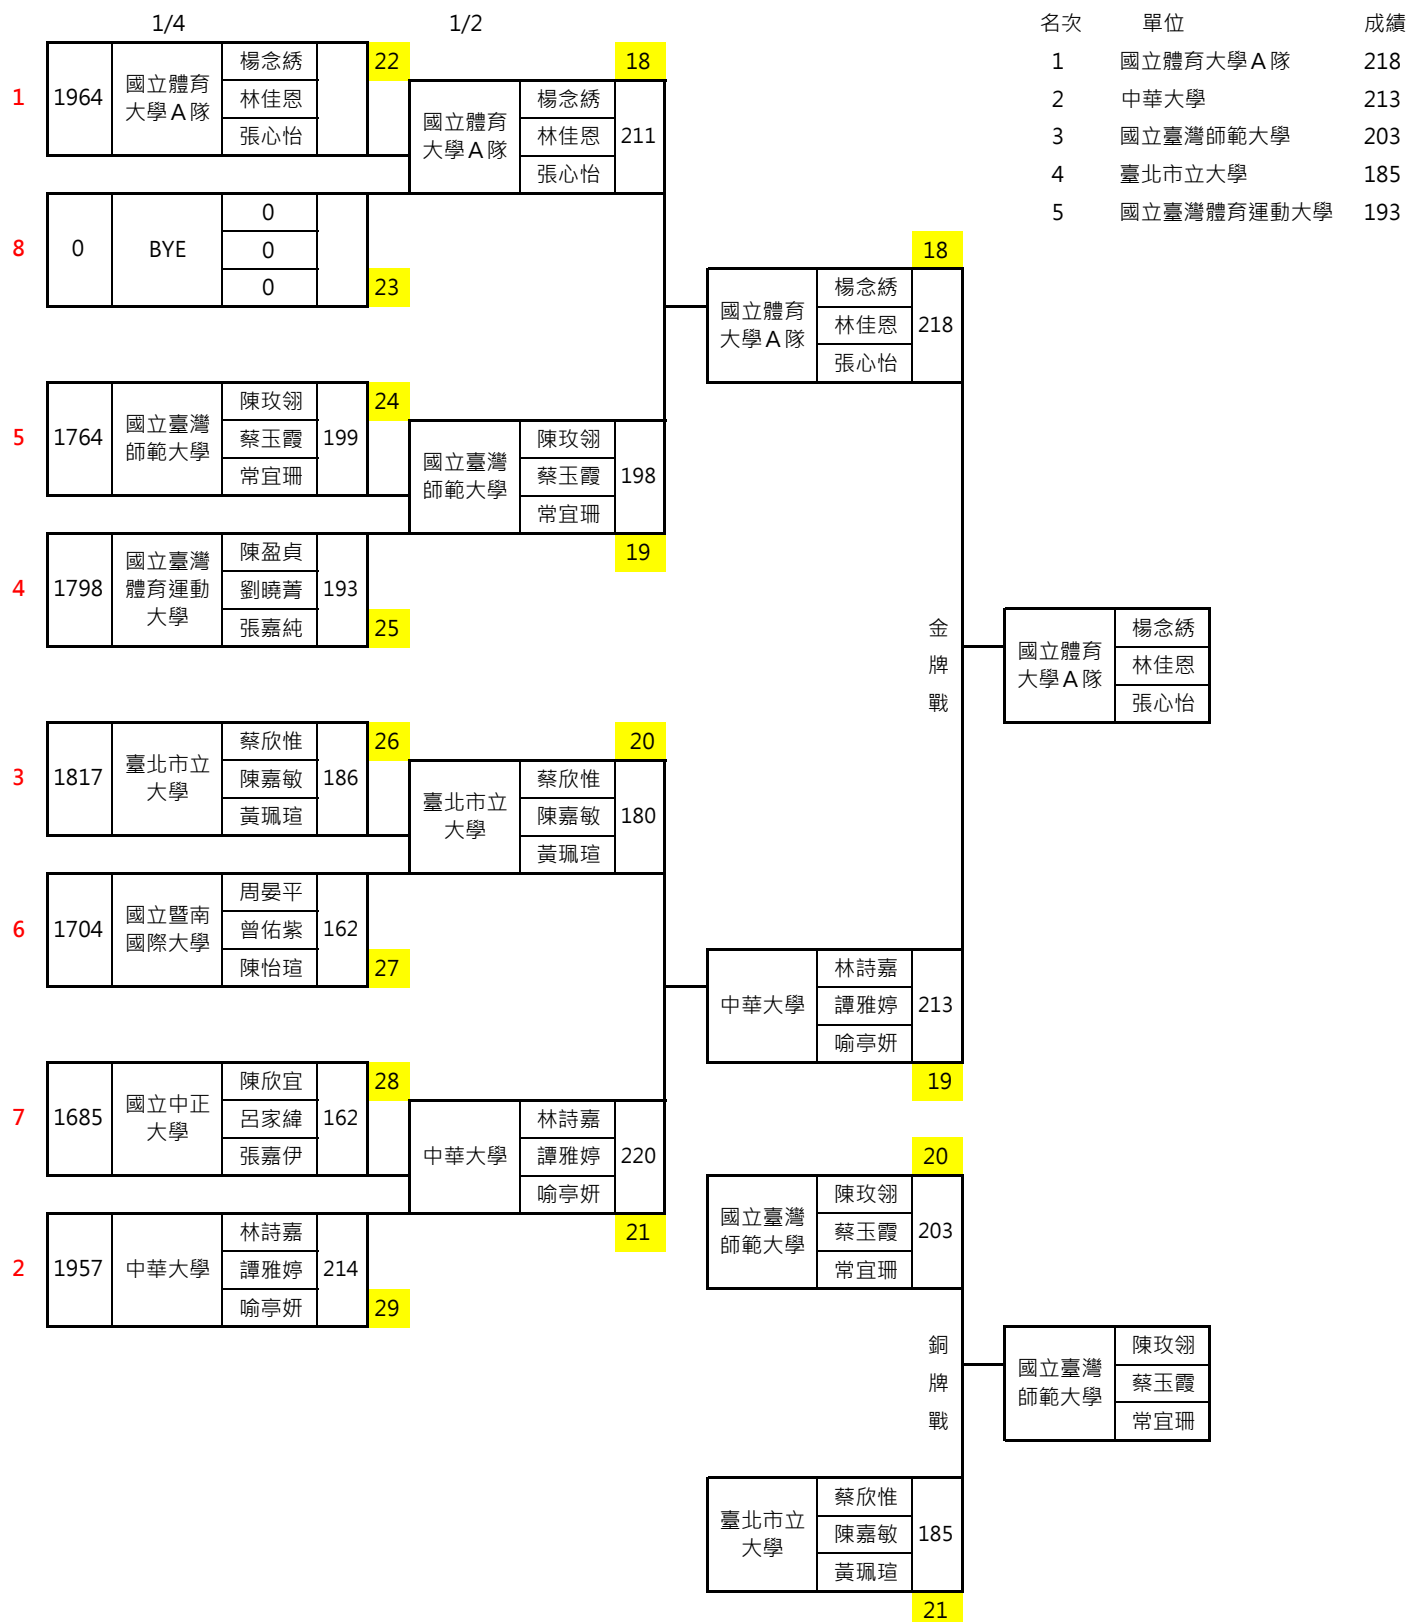 1/4
1/2
名次 單位 成績
1 國立體育大學A隊 218
2 中華大學 213
3 國立臺灣師範大學 203
4 臺北市立大學 185
5 國立臺灣體育運動大學 193
1
1964
國立體育
大學A隊
楊念綉
林佳恩
張心怡
22
8
0
BYE
0
0
0
23
5
1764
國立臺灣
師範大學
陳玫翎
蔡玉霞
常宜珊
199
24
4
1798
國立臺灣
體育運動
大學
陳盈貞
劉曉菁
張嘉純
193
25
3
1817
臺北市立
大學
蔡欣惟
陳嘉敏
黃珮瑄
186
26
6
1704
國立暨南
國際大學
周晏平
曾佑紫
陳怡瑄
162
27
7
1685
國立中正
大學
陳欣宜
呂家緯
張嘉伊
162
28
2
1957
中華大學
林詩嘉
譚雅婷
喻亭妍
214
29
18
國立體育
大學A隊
楊念綉
林佳恩
張心怡
211
國立臺灣
師範大學
陳玫翎
蔡玉霞
常宜珊
198
19
20
臺北市立
大學
蔡欣惟
陳嘉敏
黃珮瑄
180
中華大學
林詩嘉
譚雅婷
喻亭妍
220
21
18
國立體育
大學A隊
楊念綉
林佳恩
張心怡
218
金
牌
戰
中華大學
林詩嘉
譚雅婷
喻亭妍
213
19
國立體育
大學A隊
楊念綉
林佳恩
張心怡
20
國立臺灣
師範大學
陳玫翎
蔡玉霞
常宜珊
203
銅
牌
戰
臺北市立
大學
蔡欣惟
陳嘉敏
黃珮瑄
185
21
國立臺灣
師範大學
陳玫翎
蔡玉霞
常宜珊